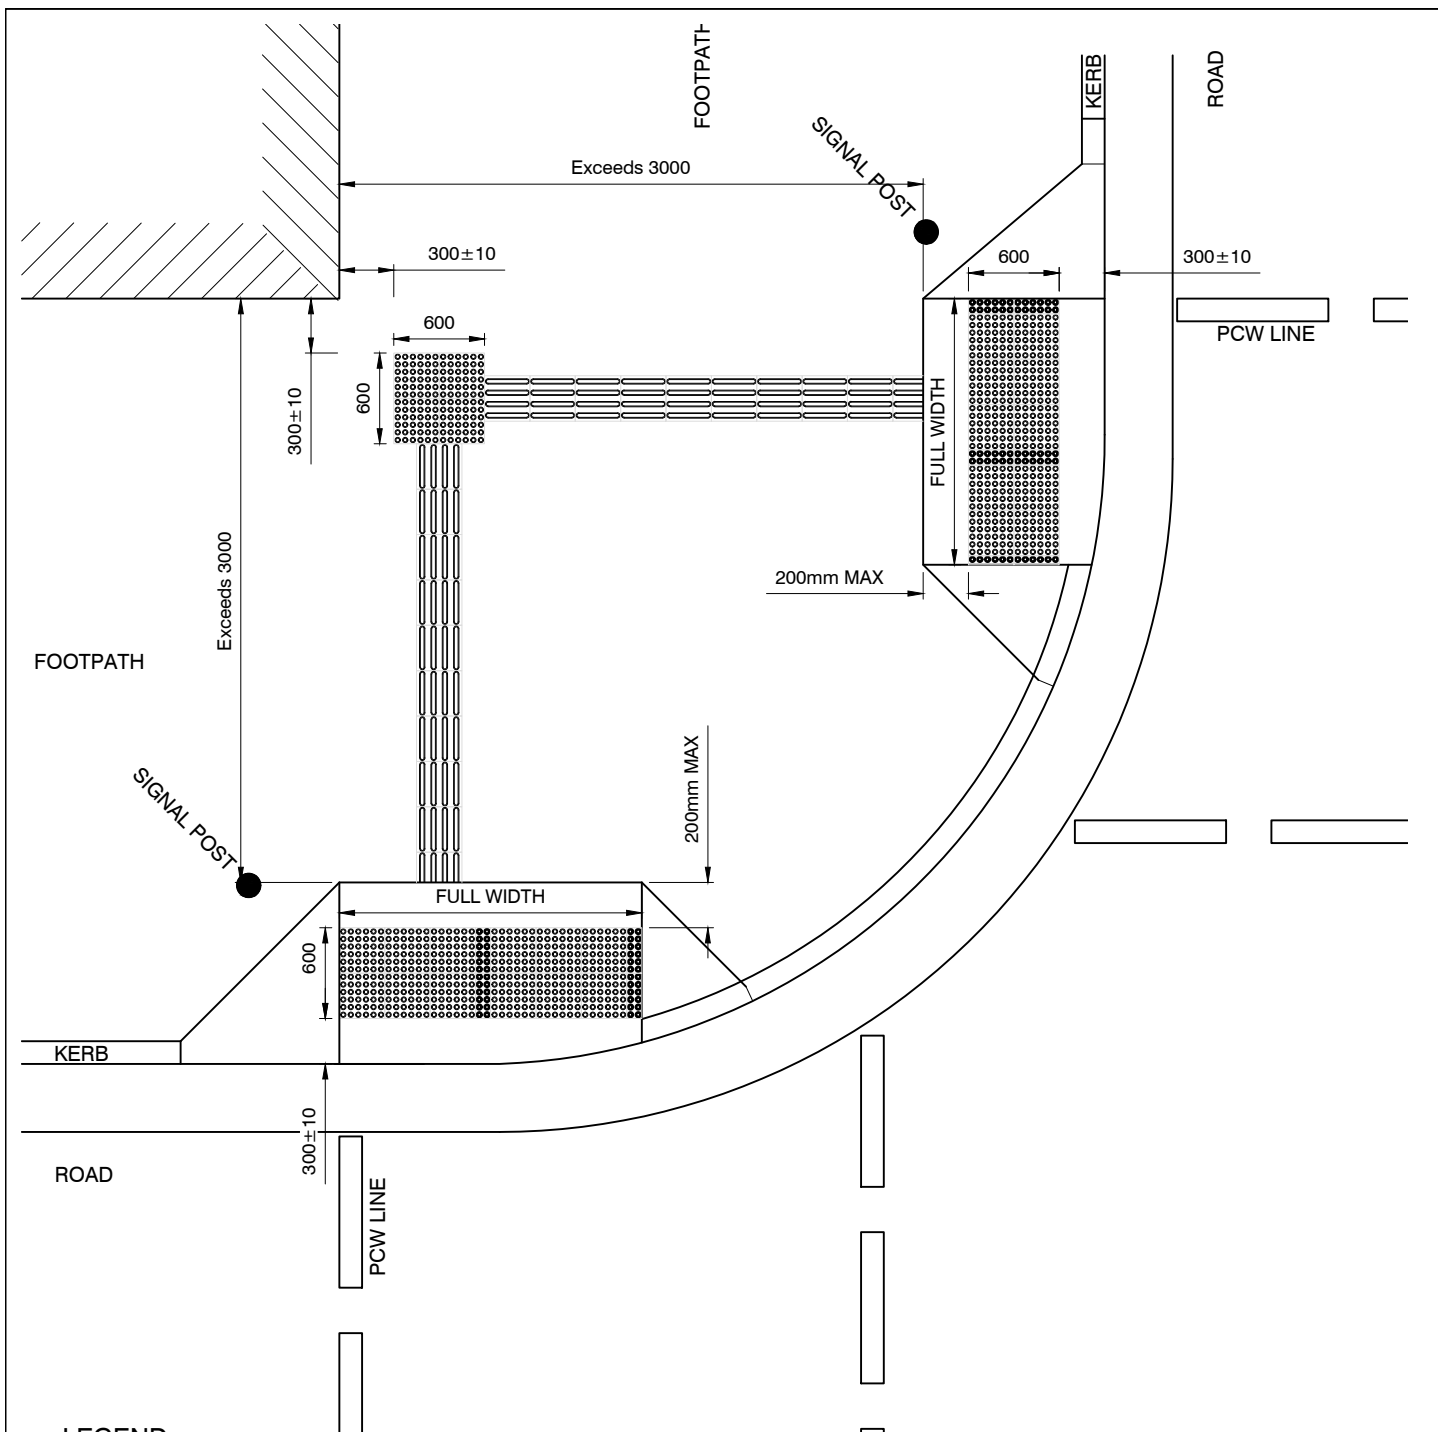 FOOTPATH
KERB
ROAD
SIGNAL POST
Exceeds 3000
300±10
600
300±10
600
PCW LINE
600
300±10
FULL WIDTH
Exceeds 3000
200mm MAX
FOOTPATH
200mm MAX
SIGNAL POST
FULL WIDTH
600
KERB
300±10
ROAD
PCW LINE
LEGEND